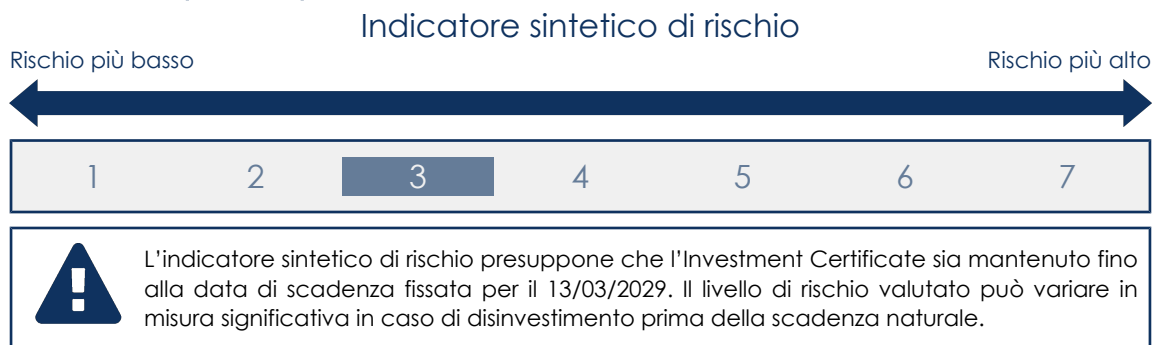 Indicatore sintetico di rischio
Rischio più basso
Rischio più alto
1 2 3 4 5 6 7
L'indicatore sintetico di rischio presuppone che l'Investment Certificate sia mantenuto fino
alla data di scadenza fissata per il 13/03/2029. Il livello di rischio valutato può variare in
misura significativa in caso di disinvestimento prima della scadenza naturale.